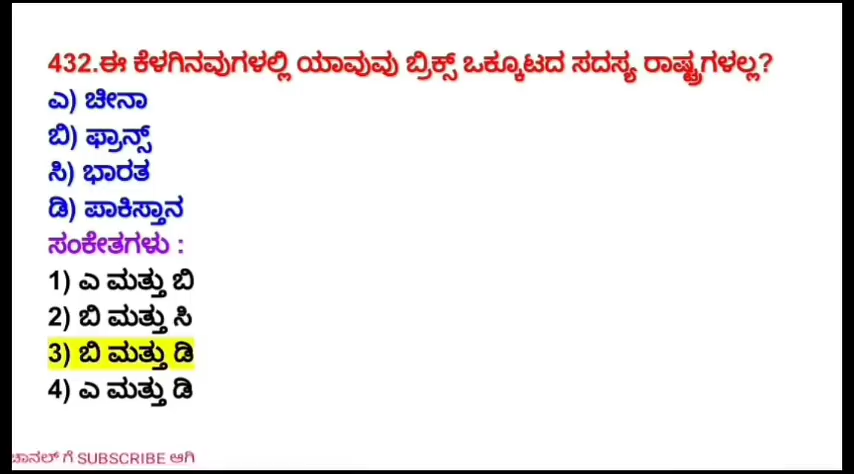 432.ಈ ಕೆಳಗಿನವುಗಳಲ್ಲಿ ಯಾವುವು ಬ್ರಿಕ್ಸ್ ಒಕ್ಕೂಟದ ಸದಸ್ಯ ರಾಷ್ಟ್ರಗಳಲ್ಲ?
ಎ) ಚೀನಾ
ಬಿ) ಫ್ರಾನ್ಸ್
ಸಿ) ಭಾರತ
ಡಿ) ಪಾಕಿಸ್ತಾನ
ಸಂಕೇತಗಳು :
1) ಎ ಮತ್ತು ಬಿ
2) ಬಿ ಮತ್ತು ಸಿ
3) ಬಿ ಮತ್ತು ಡಿ
4) ಎ ಮತ್ತು ಡಿ
ಚಾನಲ್ ಗೆ SUBSCRIBE ಆಗಿ